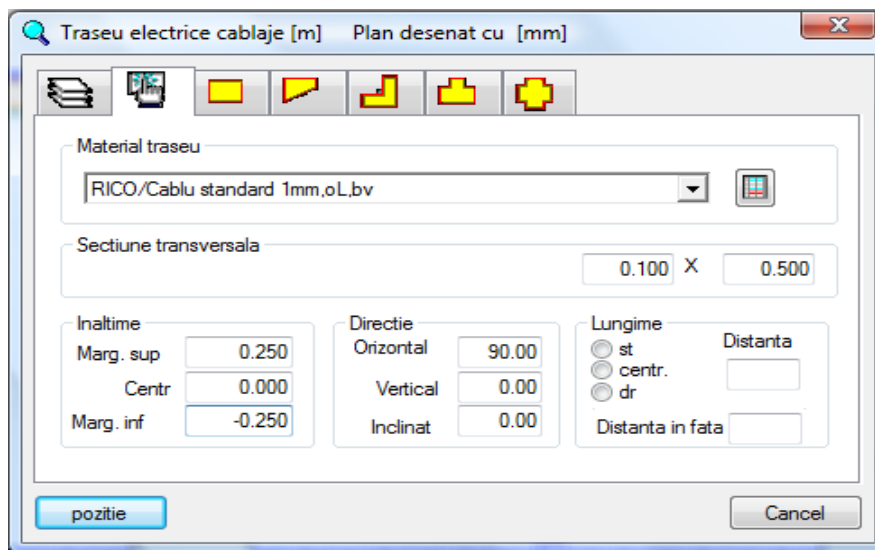 Traseu electrice cablaje [m] Plan desenat cu [mm]
Material traseu
RICO/Cablu standard 1mm,oL,bv
Sectiune transversala
0.100 X 0.500
Inaltime
Marg. sup 0.250
Centr 0.000
Marg. inf -0.250
Directie
Orizontal 90.00
Vertical 0.00
Inclinat 0.00
Lungime
st
centr.
dr
Distanta
Distanta in fata
pozitie
Cancel